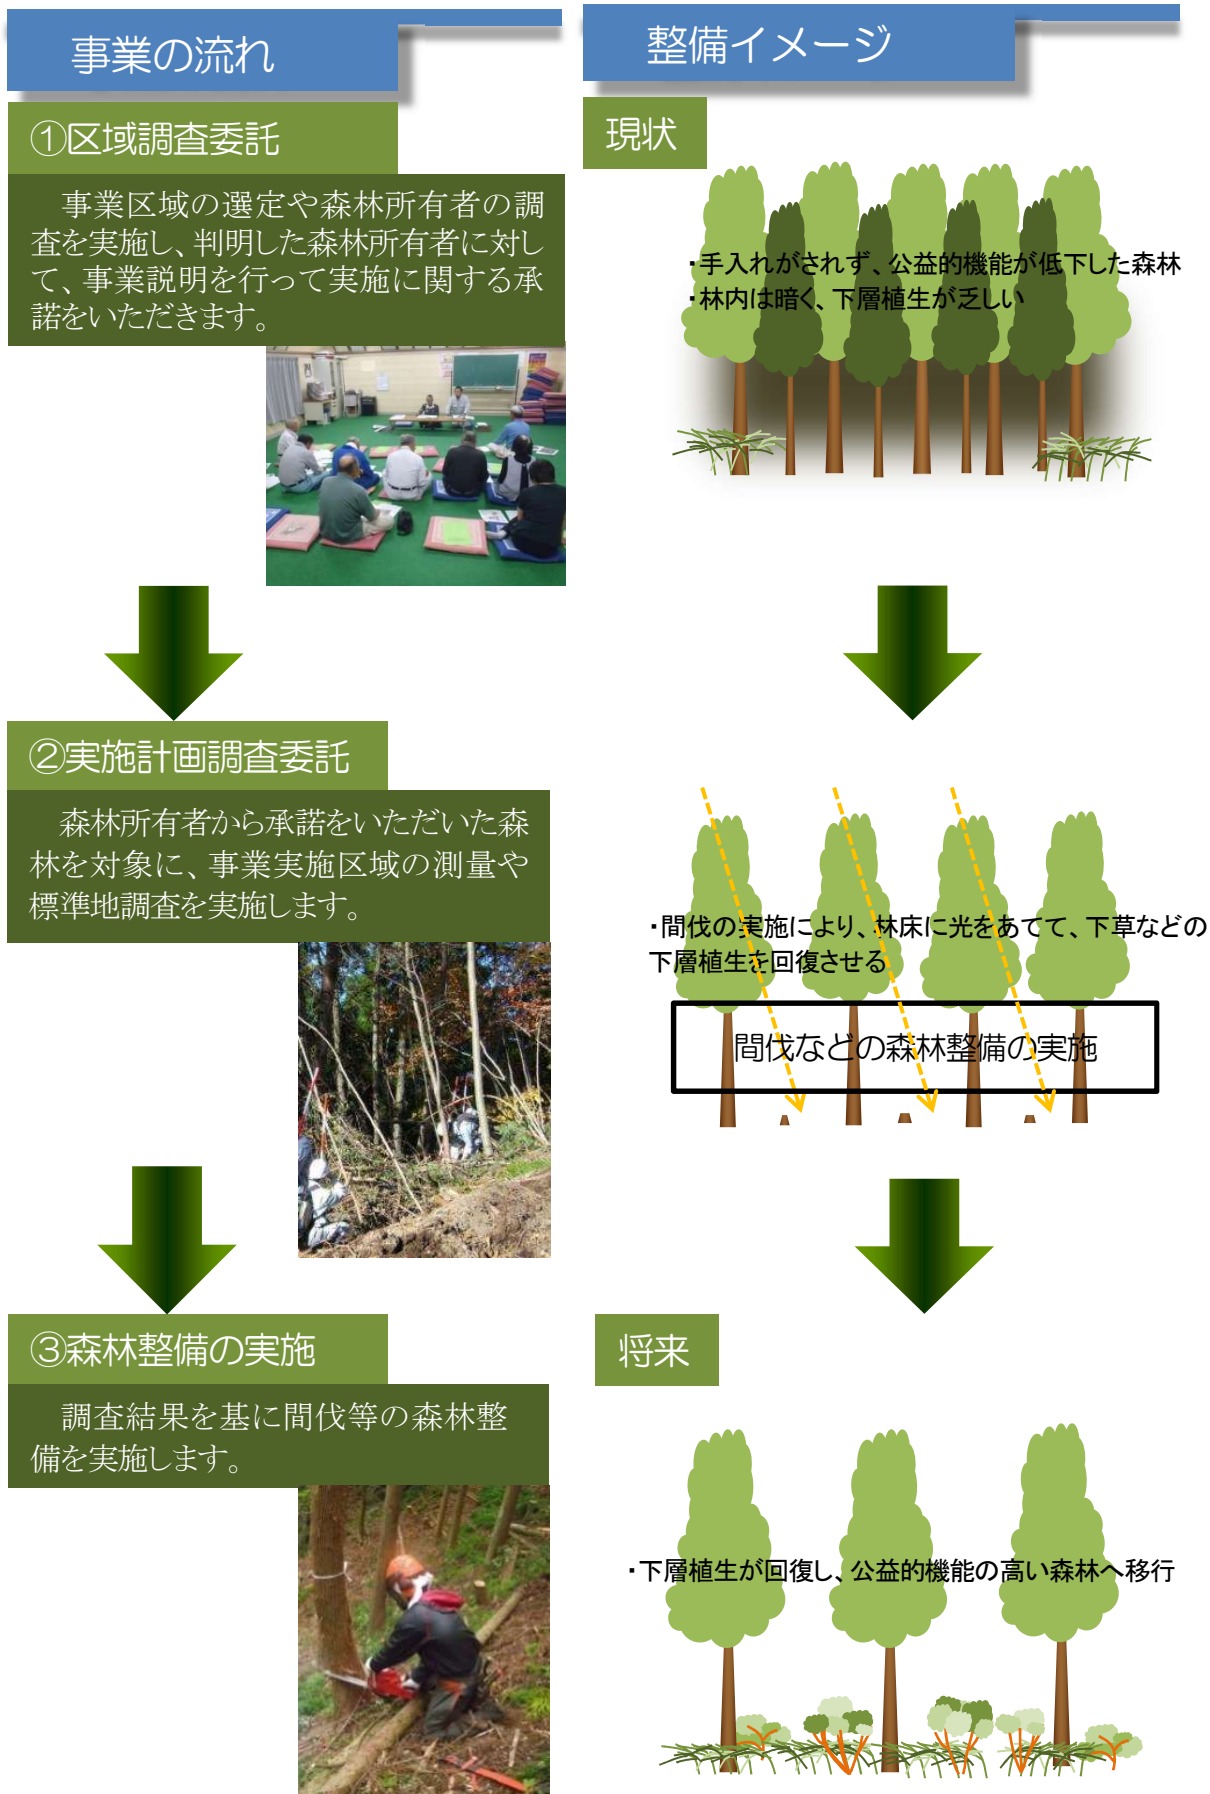 事業の流れ
①区域調査委託
事業区域の選定や森林所有者の調
査を実施し、判明した森林所有者に対し
て、事業説明を行って実施に関する承
諾をいただきます。
②実施計画調査委託
森林所有者から承諾をいただいた森
林を対象に、事業実施区域の測量や
標準地調査を実施します。
③森林整備の実施
調査結果を基に間伐等の森林整
備を実施します。
整備イメージ
現状
・手入れがされず、公益的機能が低下した森林
・林内は暗く、下層植生が乏しい
・間伐の実施により、林床に光をあてて、下草などの
下層植生を回復させる
間伐などの森林整備の実施
将来
・下層植生が回復し、公益的機能の高い森林へ移行